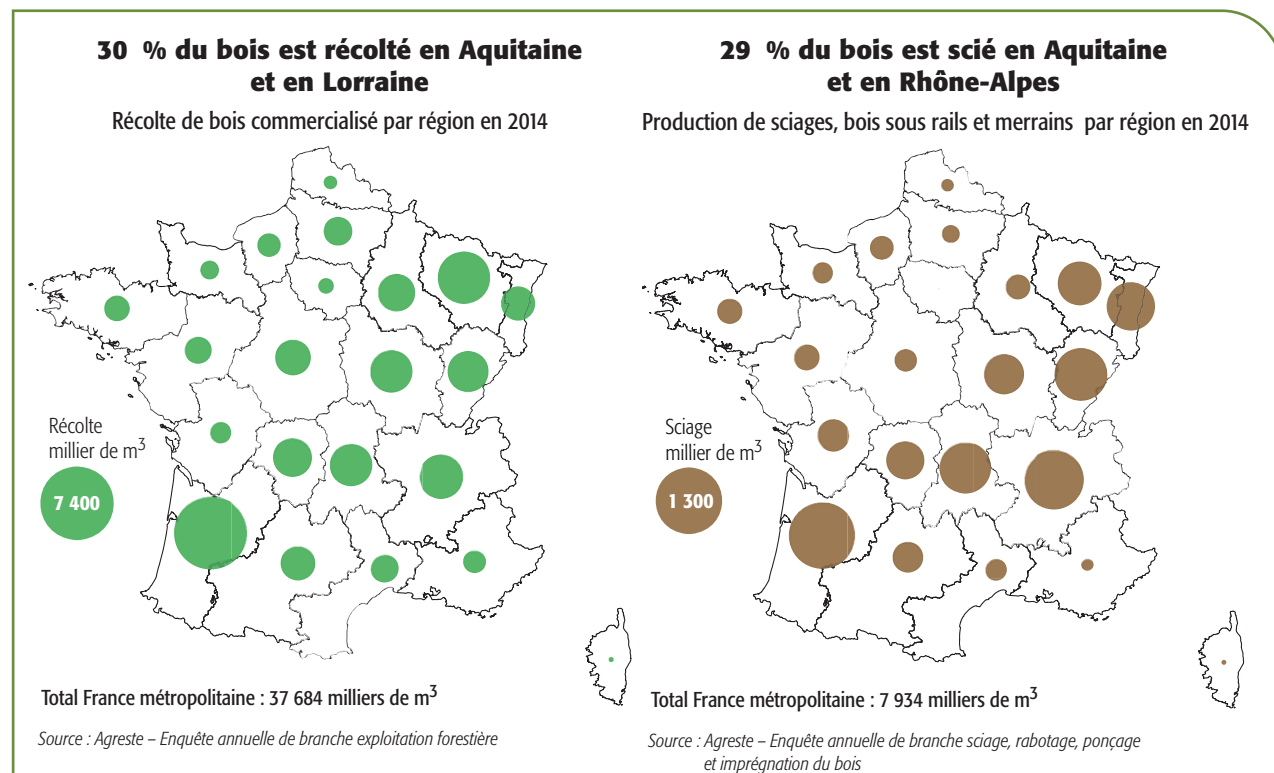 30 % du bois est récolté en Aquitaine
et en Lorraine
Récolte de bois commercialisé par région en 2014
Récolte
millier de m³
7 400
Total France métropolitaine : 37 684 milliers de m³
Source : Agreste – Enquête annuelle de branche exploitation forestière
29 % du bois est scié en Aquitaine
et en Rhône-Alpes
Production de sciages, bois sous rails et merrains par région en 2014
Sciage
millier de m³
1 300
Total France métropolitaine : 7 934 milliers de m³
Source : Agreste – Enquête annuelle de branche sciage, rabotage, ponçage
et imprégnation du bois